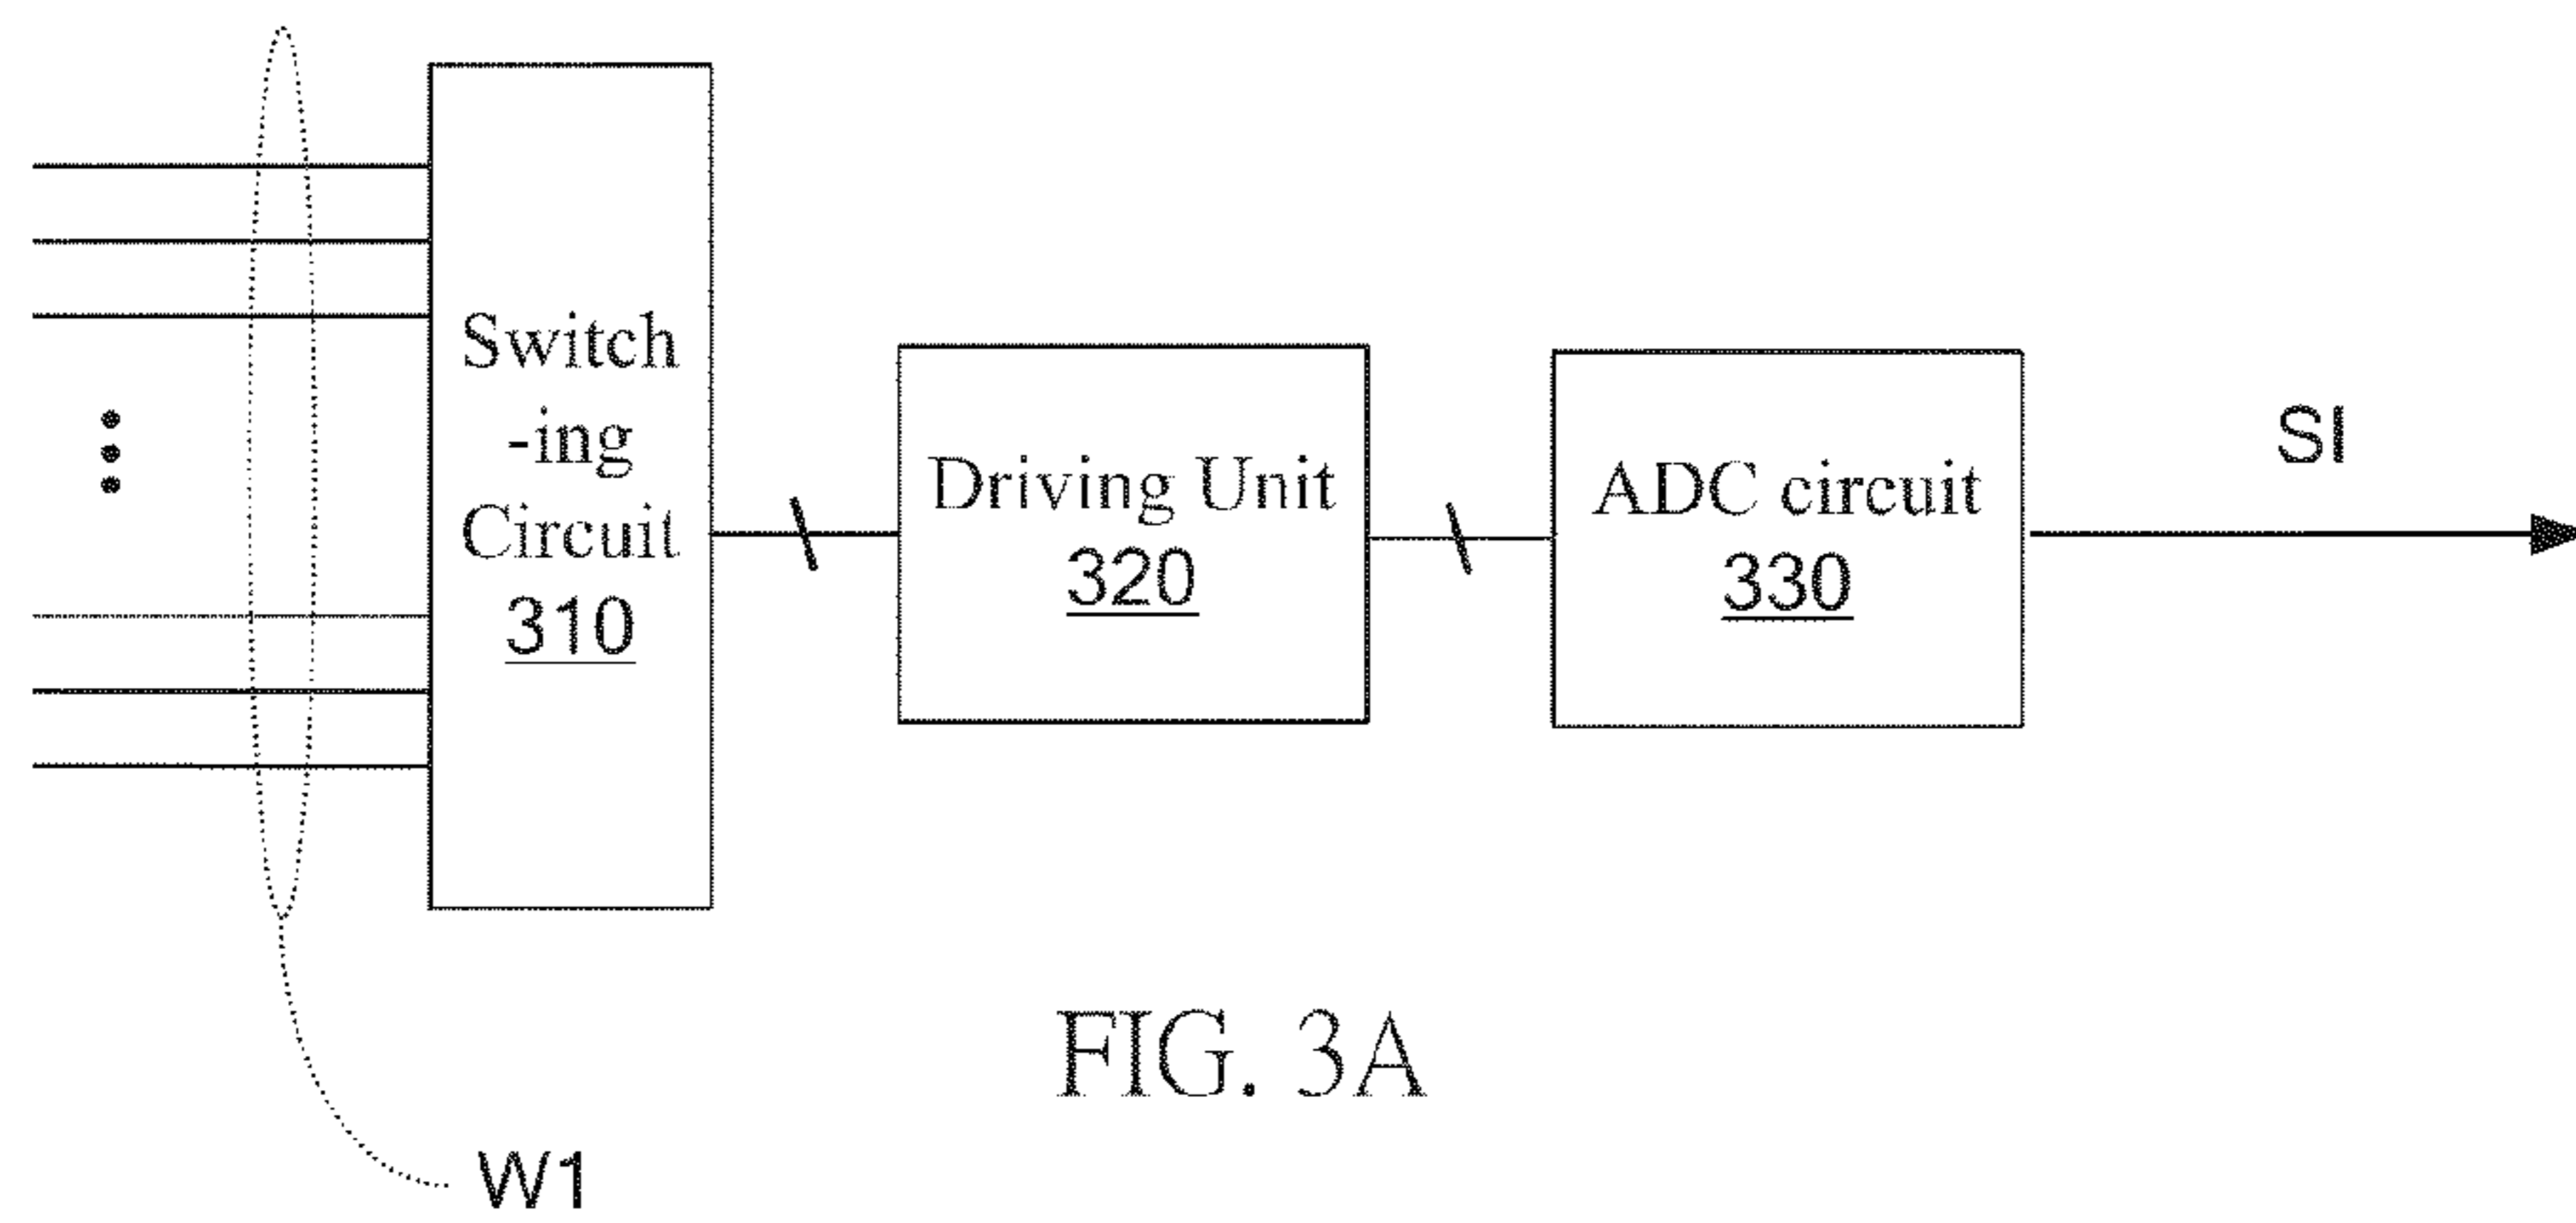 Switch
-ing
Circuit
310
Driving Unit
320
ADC circuit
330
SI
FIG. 3A
W1